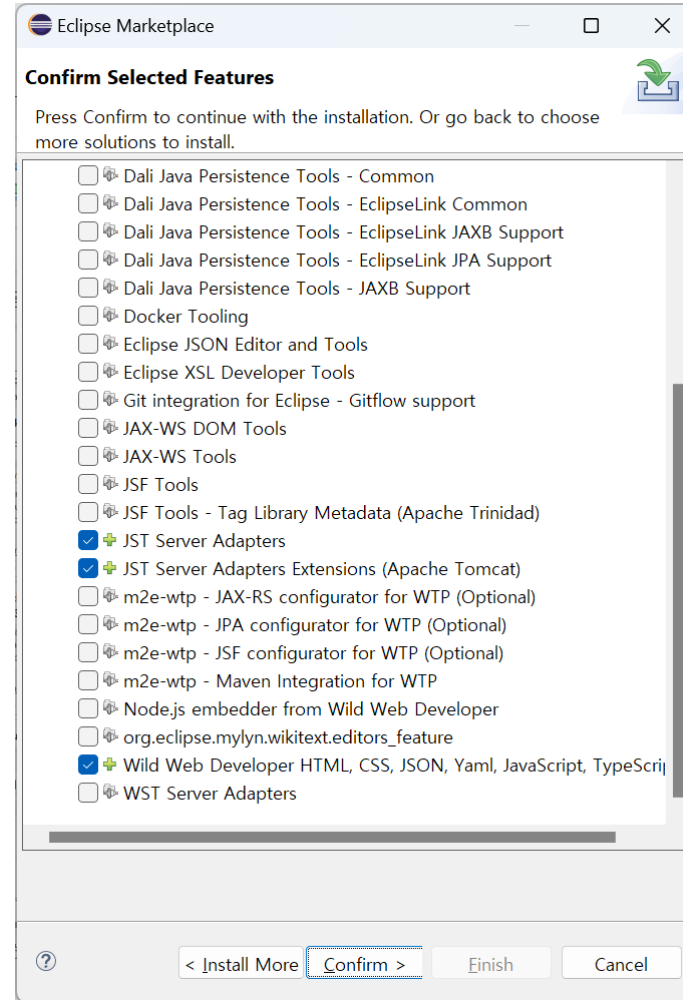 Eclipse Marketplace
Confirm Selected Features
Press Confirm to continue with the installation. Or go back to choose
more solutions to install.
Dali Java Persistence Tools - Common
Dali Java Persistence Tools - EclipseLink Common
Dali Java Persistence Tools - EclipseLink JAXB Support
Dali Java Persistence Tools - EclipseLink JPA Support
Dali Java Persistence Tools - JAXB Support
Docker Tooling
Eclipse JSON Editor and Tools
Eclipse XSL Developer Tools
Git integration for Eclipse - Gitflow support
JAX-WS DOM Tools
JAX-WS Tools
JSF Tools
JSF Tools - Tag Library Metadata (Apache Trinidad)
JST Server Adapters
JST Server Adapters Extensions (Apache Tomcat)
m2e-wtp - JAX-RS configurator for WTP (Optional)
m2e-wtp - JPA configurator for WTP (Optional)
m2e-wtp - JSF configurator for WTP (Optional)
m2e-wtp - Maven Integration for WTP
Node.js embedder from Wild Web Developer
org.eclipse.mylyn.wikitext.editors_feature
Wild Web Developer HTML, CSS, JSON, Yaml, JavaScript, TypeScrip
WST Server Adapters
? < Install More Confirm > Finish Cancel